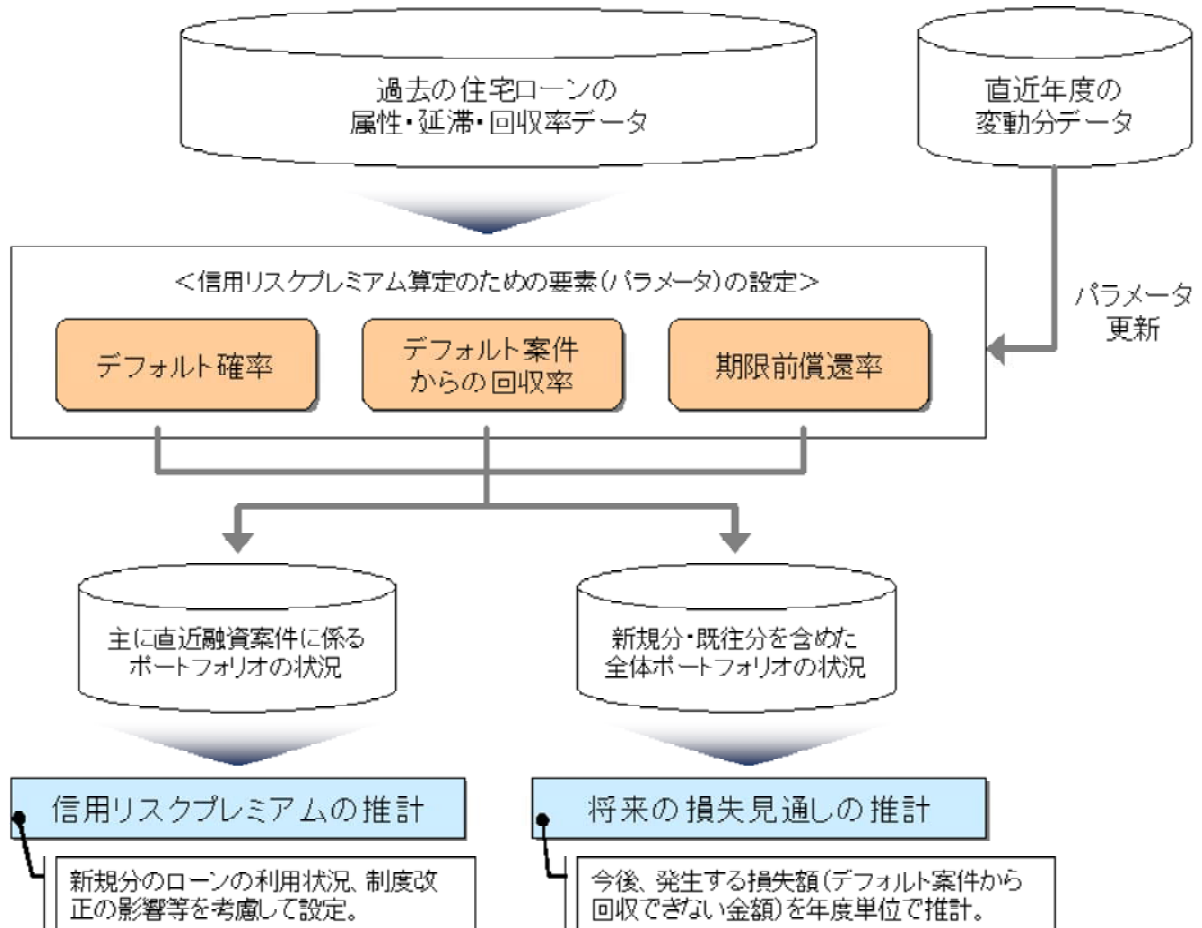 過去の住宅ローンの
属性・延滞・回収率データ
直近年度の
変動分データ
＜信用リスクプレミアム算定のための要素（パラメータ）の設定＞
パラメータ
更新
デフォルト確率
デフォルト案件
からの回収率
期限前償還率
主に直近融資案件に係る
ポートフォリオの状況
新規分・既往分を含めた
全体ポートフォリオの状況
信用リスクプレミアムの推計
将来の損失見通しの推計
新規分のローンの利用状況、制度改
正の影響等を考慮して設定。
今後、発生する損失額（デフォルト案件から
回収できない金額）を年度単位で推計。